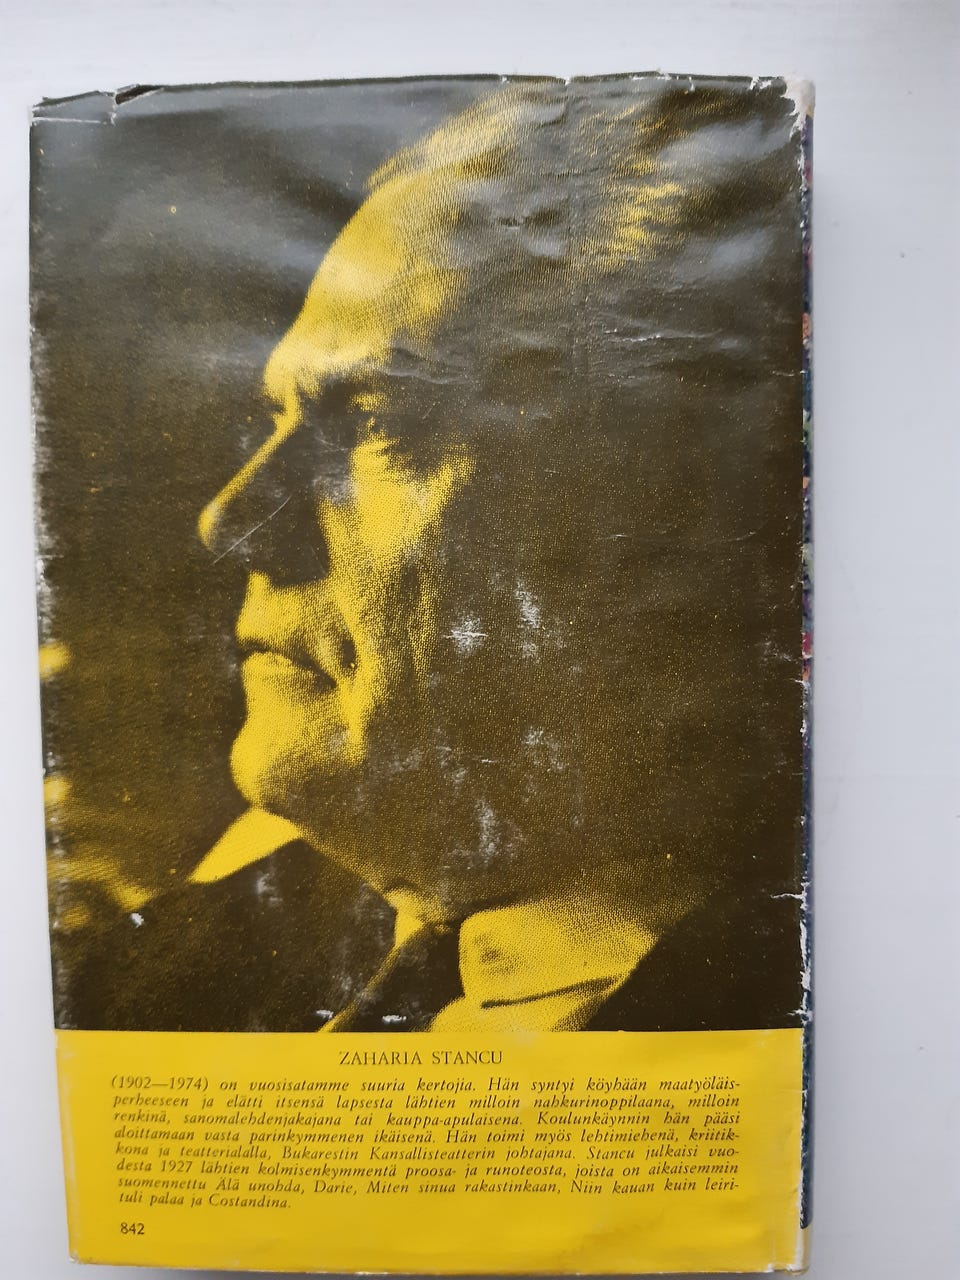 ZAHARIA STANCU
(1902—1974) on vuosisatamme suuria kertojia. Hän syntyi köyhään maatyöläis-
perheeseen ja elätti itsensä lapsesta lähtien milloin nahkurinoppilaana, milloin
renkinä, sanomalehdenjakajana tai kauppa-apulaisena. Koulunkäynnin hän pääsi
aloittamaan vasta parinkymmenen ikäisenä. Hän toimi myös lehtimiehenä, kriitik-
kona ja teatterialalla, Bukarestin Kansallisteatterin johtajana. Stancu julkaisi vuo-
desta 1927 lähtien kolmisenkymmentä proosa- ja runoteosta, joista on aikaisemmin
suomennettu Älä unohda, Darie, Miten sinua rakastinkaan, Niin kauan kuin leiri-
tuli palaa ja Costandina.
842